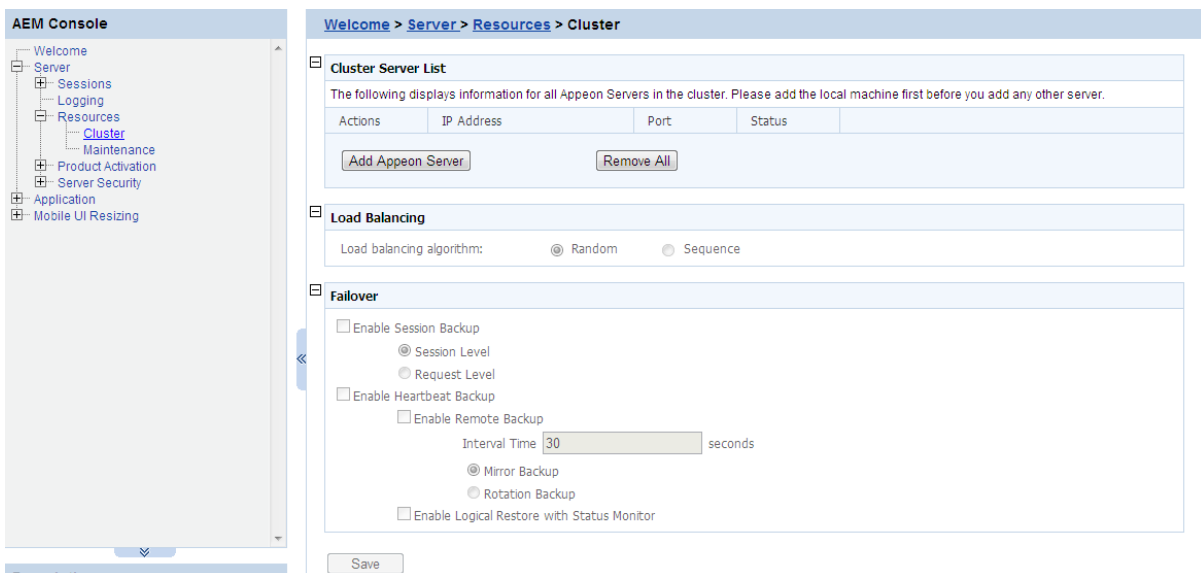 AEM Console
Welcome
Server
Sessions
Logging
Resources
Cluster
Maintenance
Product Activation
Server Security
Application
Mobile UI Resizing
Welcome > Server > Resources > Cluster
Cluster Server List
The following displays information for all Appeon Servers in the cluster. Please add the local machine first before you add any other server.
Actions IP Address Port Status
Add Appeon Server Remove All
Load Balancing
Load balancing algorithm: Random Sequence
Failover
Enable Session Backup
Session Level
Request Level
Enable Heartbeat Backup
Enable Remote Backup
Interval Time 30 seconds
Mirror Backup
Rotation Backup
Enable Logical Restore with Status Monitor
Save